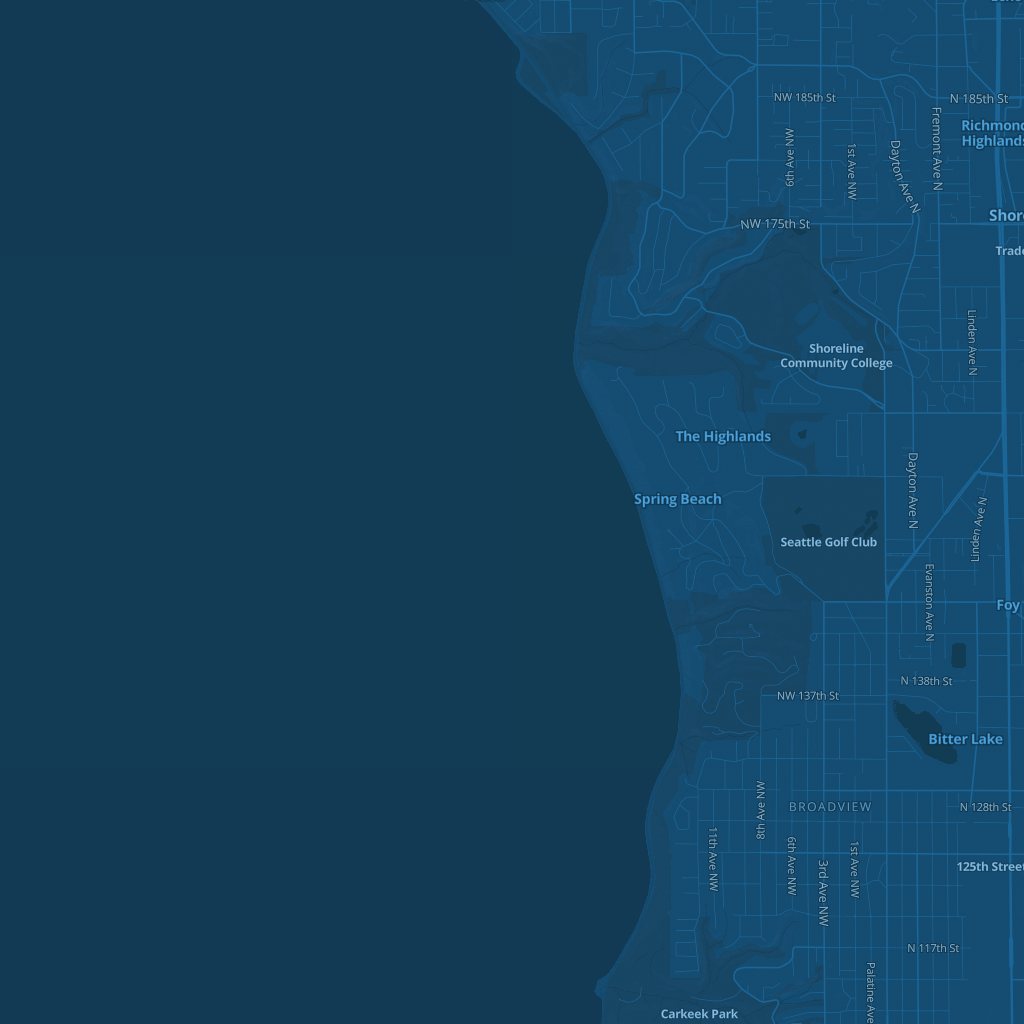 NW 185th St
N 185th St
Fremont Ave N
Richmond
Highlands
6th Ave NW
1st Ave NW
Dayton Ave N
NW 175th St
Linden Ave N
Shoreline
Community College
The Highlands
Dayton Ave N
Spring Beach
Linden Ave N
Seattle Golf Club
Evanston Ave N
Foy
N 138th St
NW 137th St
Bitter Lake
8th Ave NW
BROADVIEW
N 128th St
11th Ave NW
6th Ave NW
3rd Ave NW
1st Ave NW
125th Street
N 117th St
Palatine Ave
Carkeek Park